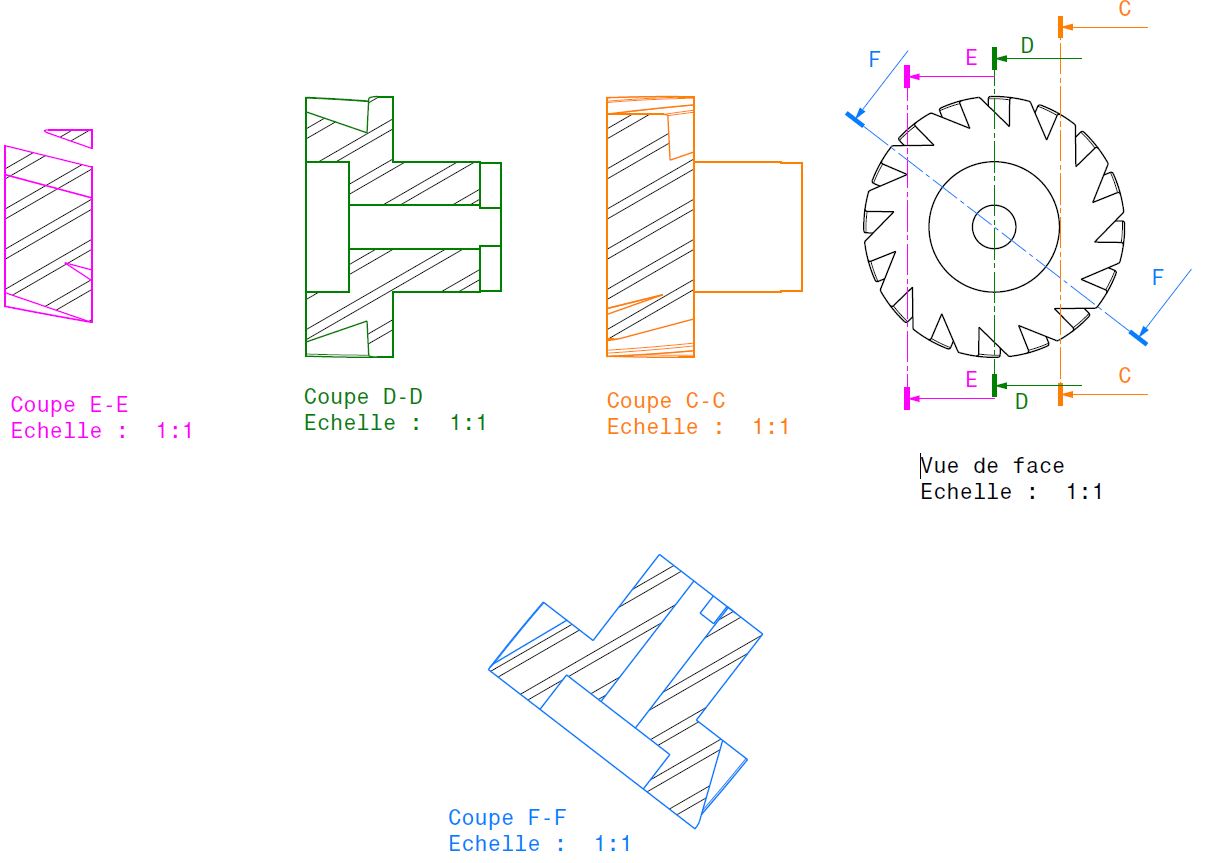 C
D
E
F
F
E
D
C
Coupe E-E
Echelle :  1:1
Coupe D-D
Echelle :  1:1
Coupe C-C
Echelle :  1:1
Vue de face
Echelle :  1:1
Coupe F-F
Echelle :  1:1